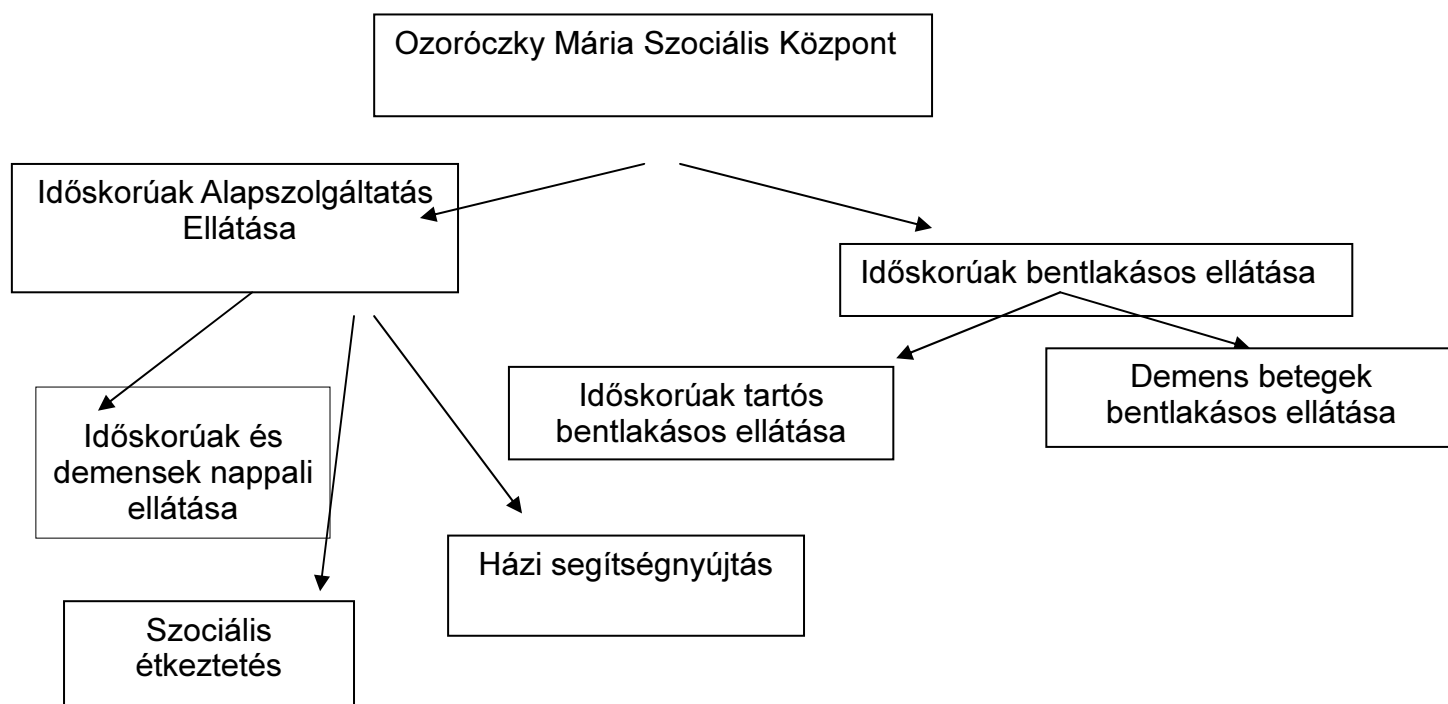 Ozoróczky Mária Szociális Központ
Időskorúak Alapszolgáltatás
Ellátása
Időskorúak bentlakásos ellátása
Időskorúak tartós
bentlakásos ellátása
Demens betegek
bentlakásos ellátása
Időskorúak és
demensek nappali
ellátása
Házi segítségnyújtás
Szociális
étkeztetés